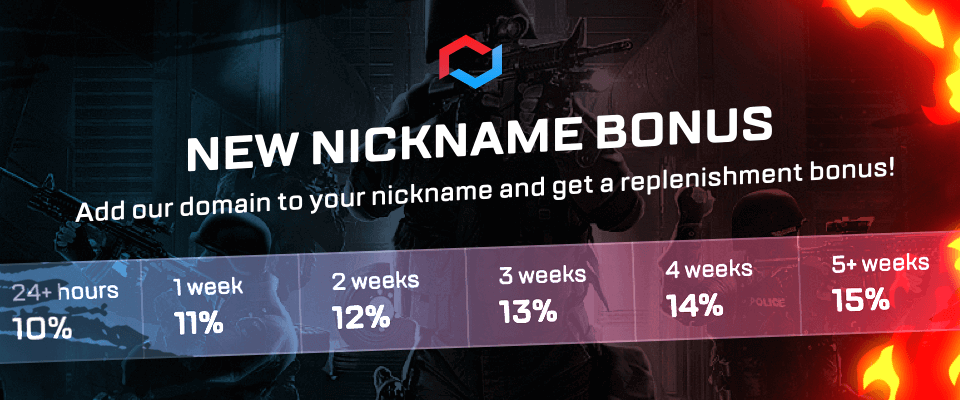 NEW NICKNAME BONUS
Add our domain to your nickname and get a replenishment bonus!
24+ hours
10%
1 week
11%
2 weeks
12%
3 weeks
13%
4 weeks
14%
5+ weeks
15%
POLICE